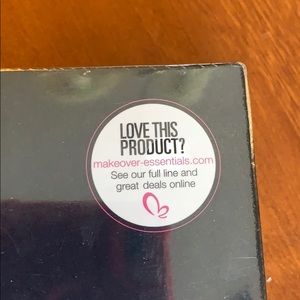 LOVE THIS
PRODUCT?
makeover-essentials.com
See our full line and
great deals online